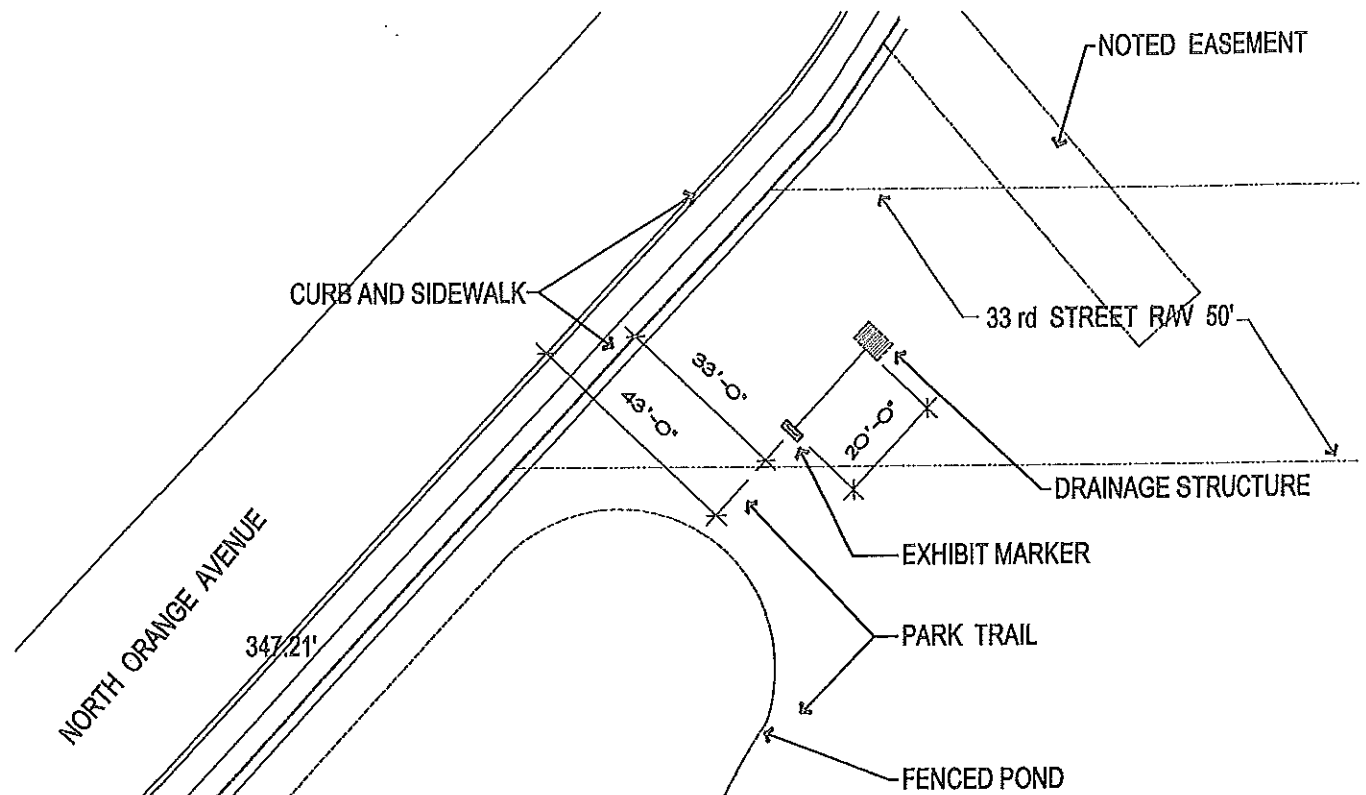 NOTED EASEMENT
CURB AND SIDEWALK
33 rd STREET R/W 50'
33'-0"
43'-0"
20'-0"
DRAINAGE STRUCTURE
EXHIBIT MARKER
NORTH ORANGE AVENUE
347.21'
PARK TRAIL
FENCED POND